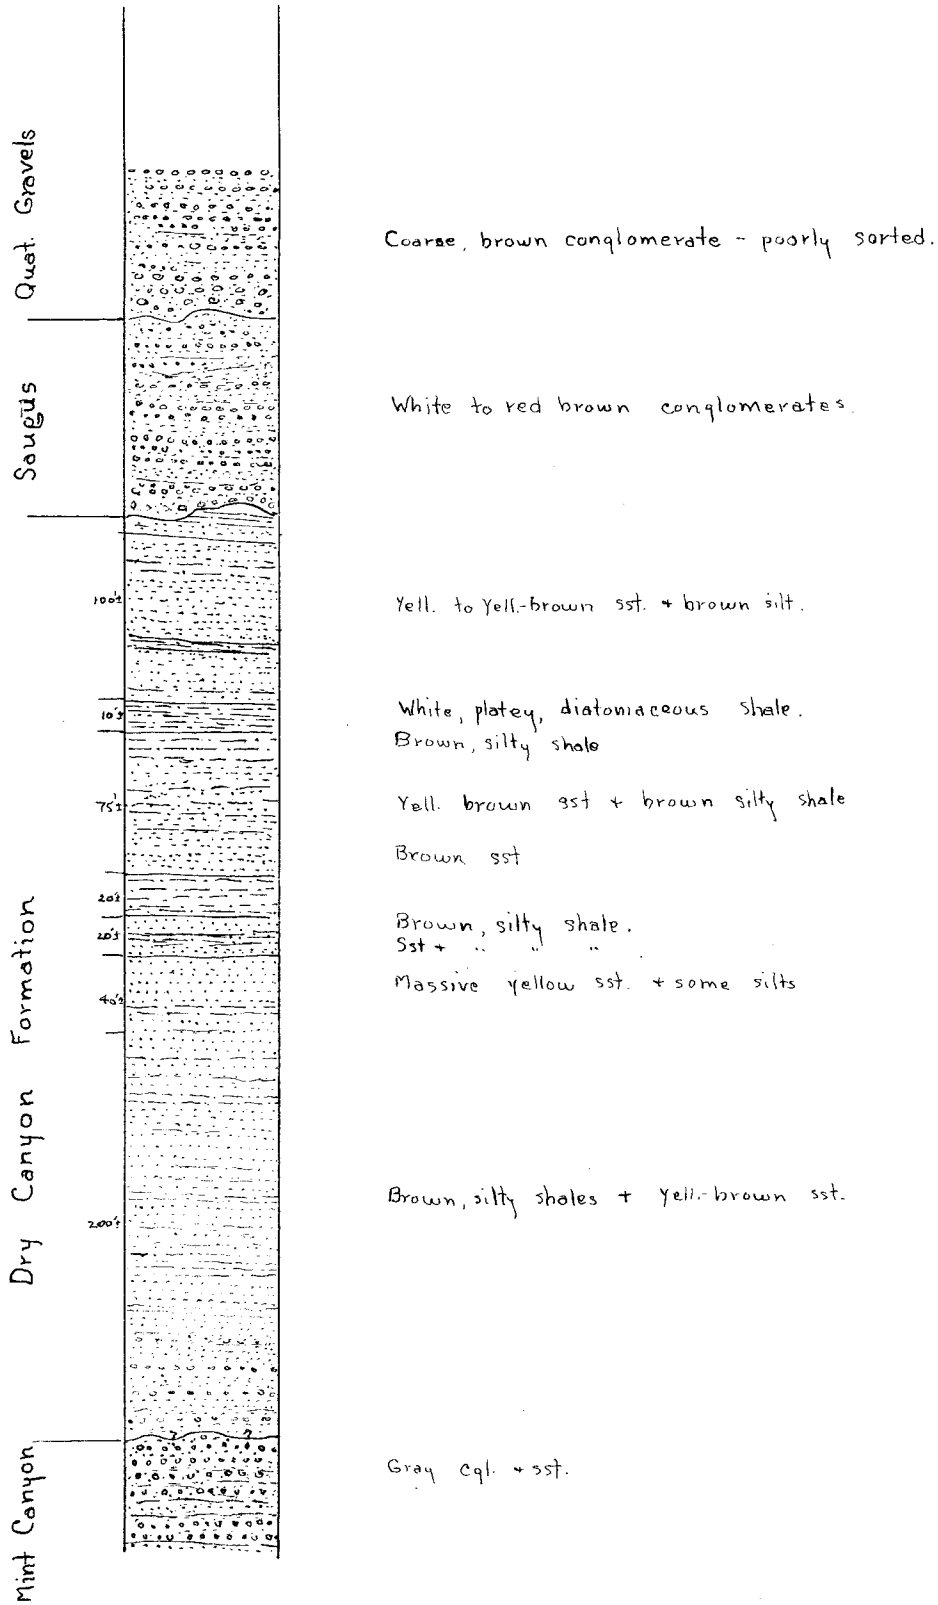 Quat. Gravels
Coarse, brown conglomerate - poorly sorted.
Saugus
White to red brown conglomerates.
100'±
Yell. to Yell.-brown sst. + brown silt.
10'±
White, platey, diatomaceous shale.
Brown, silty shale
75'±
Yell. brown sst + brown silty shale
Brown sst
20'±
20'±
Brown, silty shale.
Sst + " " "
40'±
Massive yellow sst. + some silts
Dry Canyon Formation
200'±
Brown, silty shales + Yell.-brown sst.
Mint Canyon
Gray cgl. + sst.